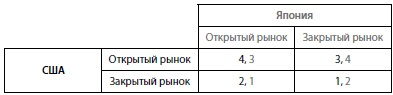 Япония
Открытый рынок Закрытый рынок
США Открытый рынок 4, 3 3, 4
Закрытый рынок 2, 1 1, 2